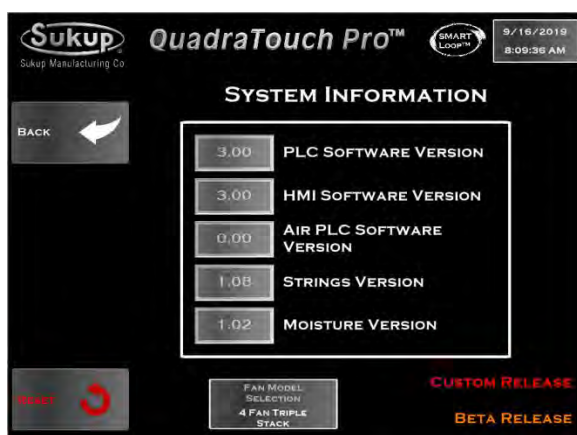 Sukup
Sukup Manufacturing Co
QuadraTouch Pro™
SMART
LOOP™
9/16/2019
8:09:36 AM
SYSTEM INFORMATION
BACK
3.00 PLC SOFTWARE VERSION
3.00 HMI SOFTWARE VERSION
0.00 AIR PLC SOFTWARE
VERSION
1.08 STRINGS VERSION
1.02 MOISTURE VERSION
RESET
FAN MODEL
SELECTION
4 FAN TRIPLE
STACK
CUSTOM RELEASE
BETA RELEASE